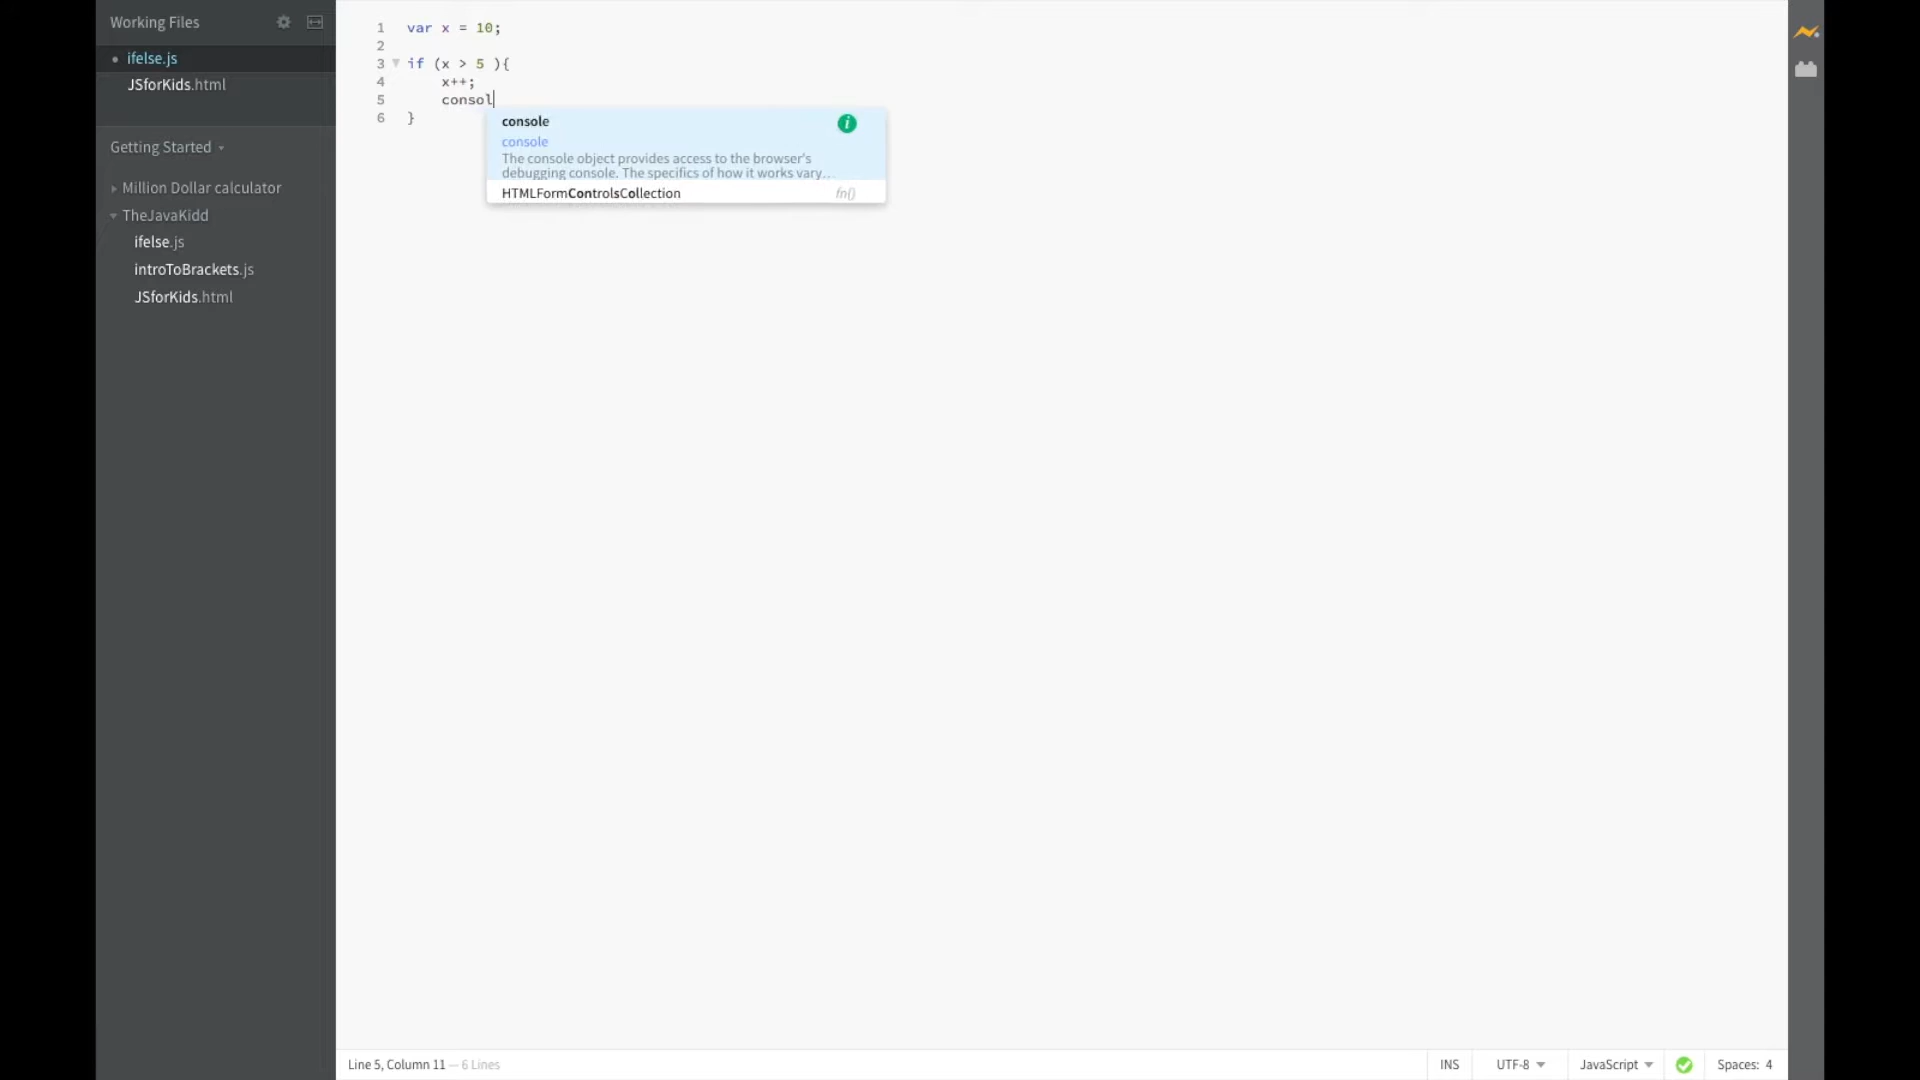 Working Files
ifelse.js
JSforKids.html
Getting Started
Million Dollar calculator
TheJavaKidd
ifelse.js
introToBrackets.js
JSforKids.html
1 var x = 10;
2
3 if (x > 5 ){
4 x++;
5 consol
6 }
console
i
console
The console object provides access to the browser's
debugging console. The specifics of how it works vary...
HTMLFormControlsCollection fn()
Line 5, Column 11 — 6 Lines
INS UTF-8 JavaScript Spaces: 4